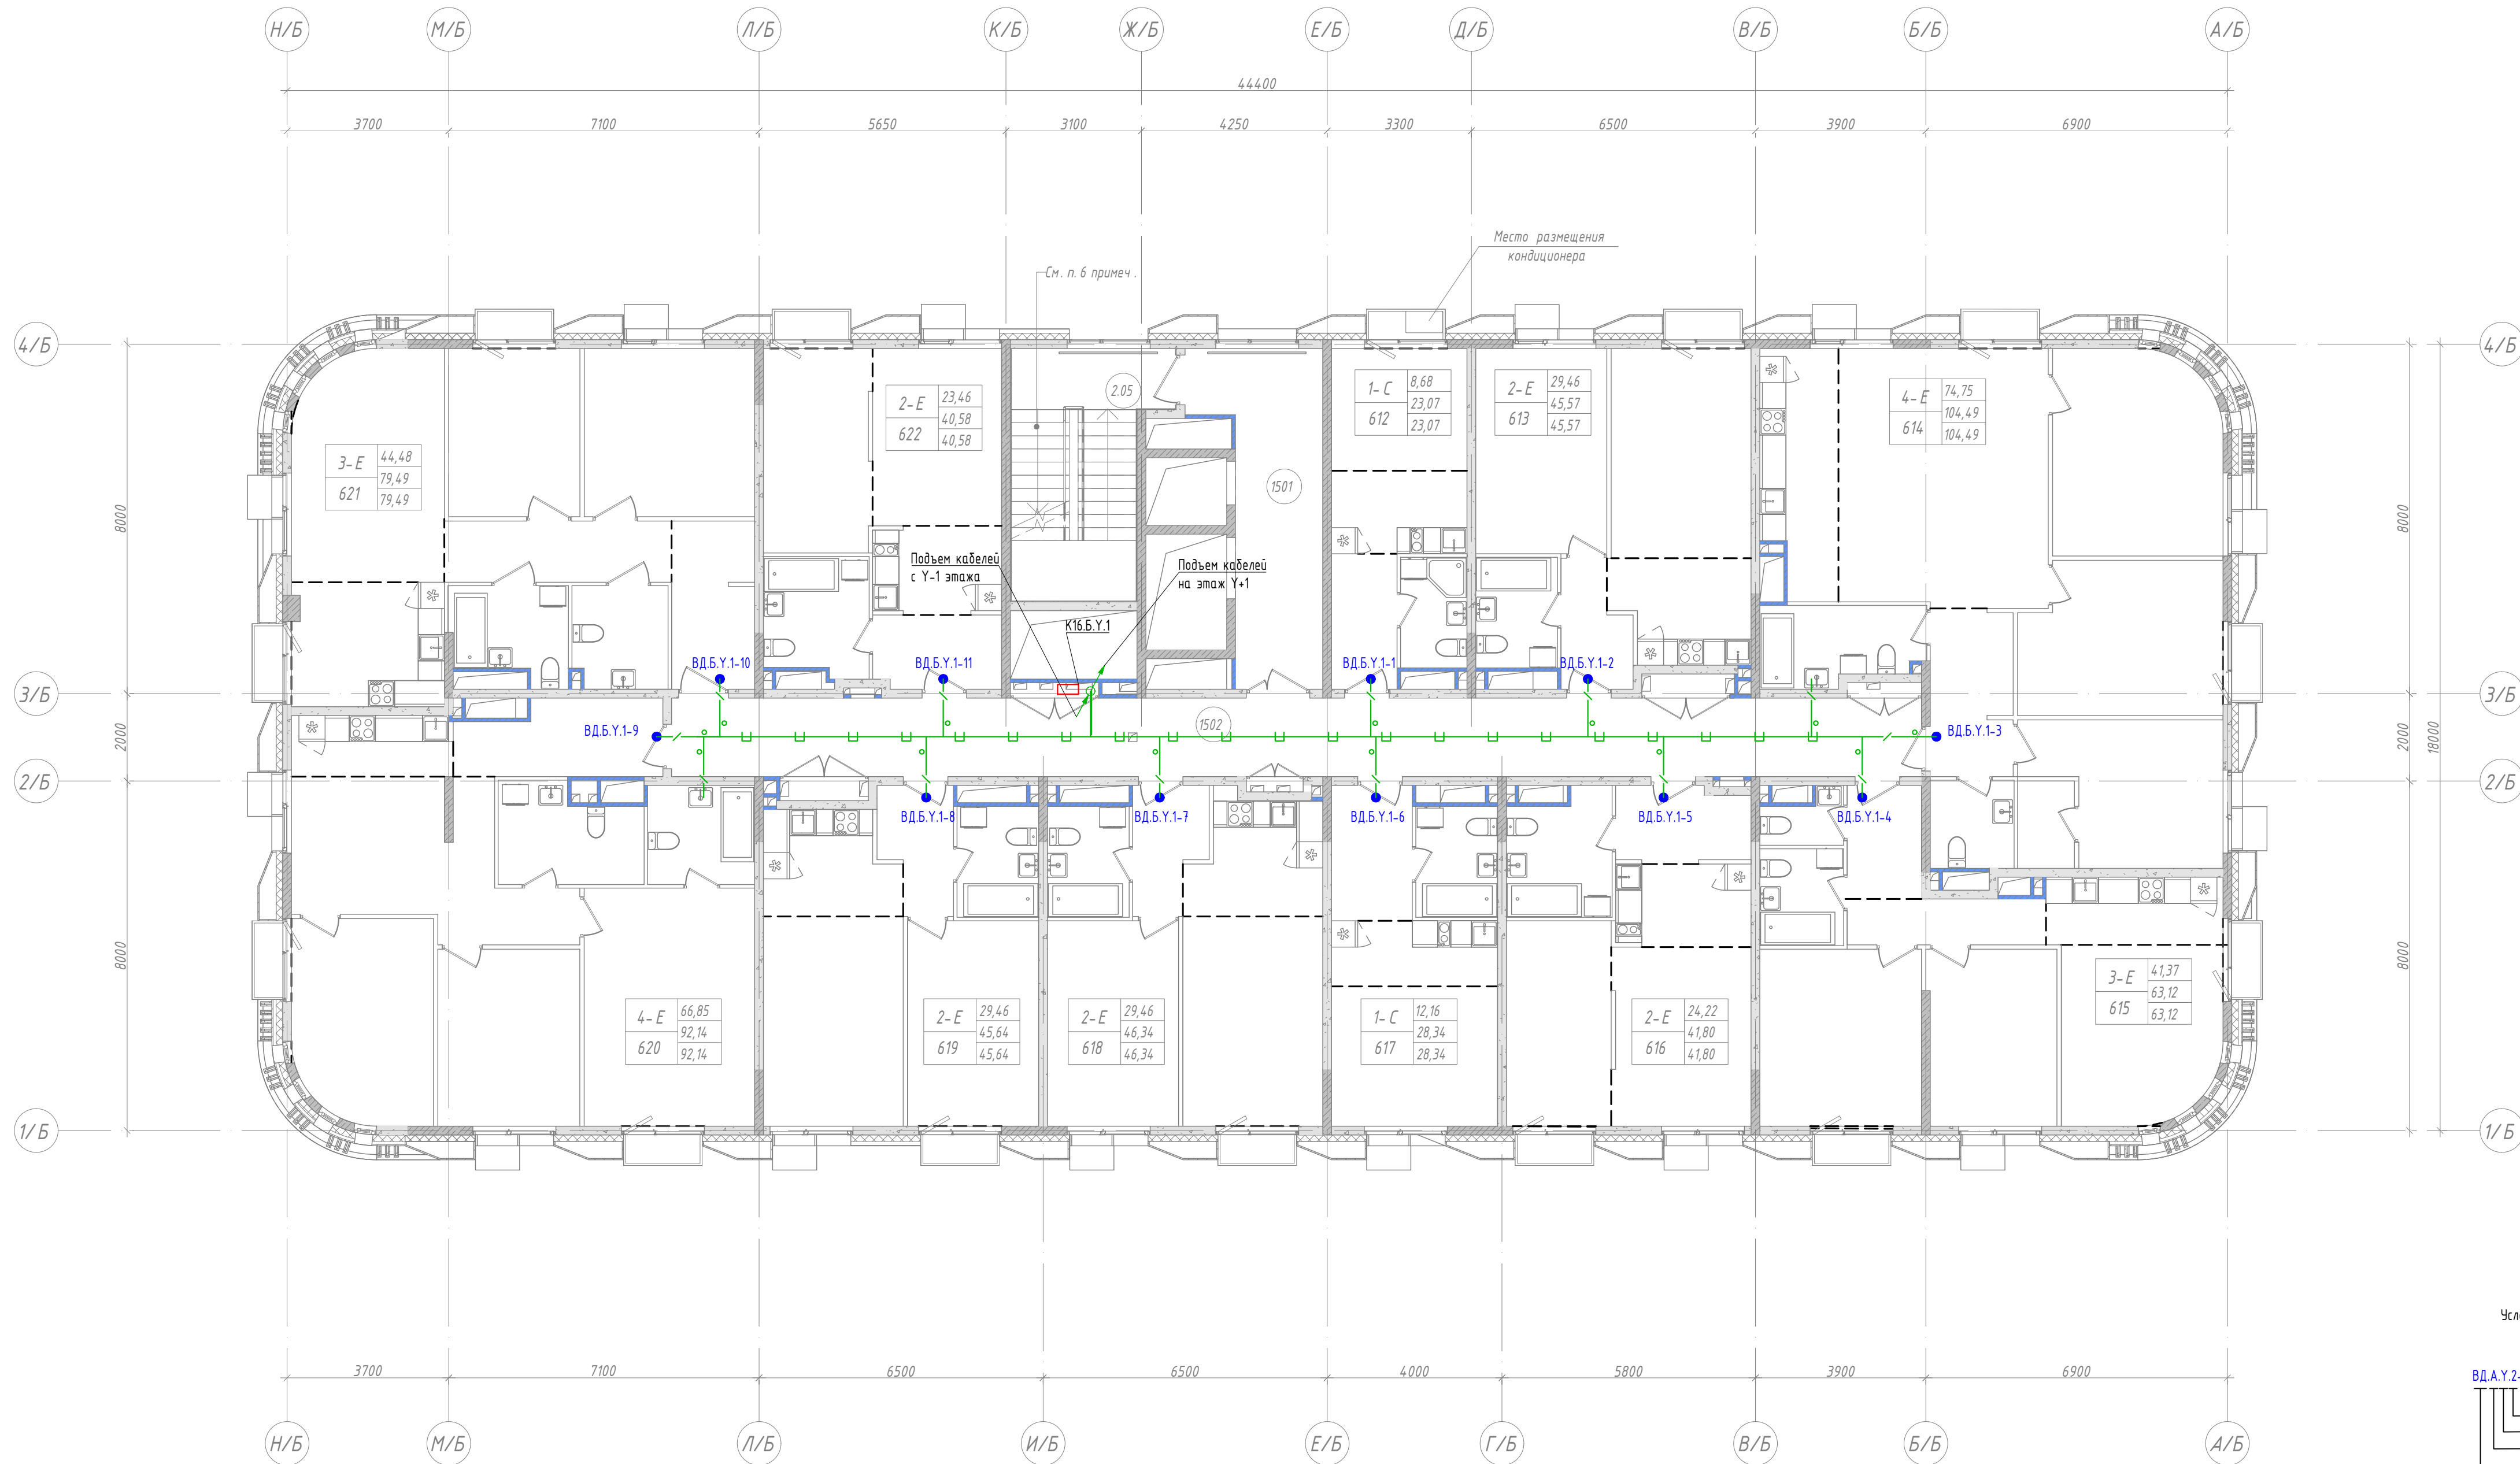 Н/Б
М/Б
Л/Б
К/Б
Ж/Б
Е/Б
Д/Б
В/Б
Б/Б
А/Б
44400
3700
7100
5650
3100
4250
3300
6500
3900
6900
Место размещения
кондиционера
См. п. 6 примеч .
4/Б
4/Б
2.05
1501
3-Е
621
44,48
79,49
79,49
2-Е
622
23,46
40,58
40,58
1-С
612
8,68
23,07
23,07
2-Е
613
29,46
45,57
45,57
4-Е
614
74,75
104,49
104,49
8000
8000
Подъем кабелей
с Y-1 этажа
Подъем кабелей
на этаж Y+1
К16.Б.Y.1
ВД.Б.Y.1-10
ВД.Б.Y.1-11
ВД.Б.Y.1-1
ВД.Б.Y.1-2
3/Б
3/Б
1502
ВД.Б.Y.1-9
ВД.Б.Y.1-3
2000
2000
18000
2/Б
2/Б
ВД.Б.Y.1-8
ВД.Б.Y.1-7
ВД.Б.Y.1-6
ВД.Б.Y.1-5
ВД.Б.Y.1-4
8000
8000
4-Е
620
66,85
92,14
92,14
2-Е
619
29,46
45,64
45,64
2-Е
618
29,46
46,34
46,34
1-С
617
12,16
28,34
28,34
2-Е
616
24,22
41,80
41,80
3-Е
615
41,37
63,12
63,12
1/Б
1/Б
Усл
ВД.А.Y.2-
3700
7100
6500
6500
4000
5800
3900
6900
Н/Б
М/Б
Л/Б
И/Б
Е/Б
Г/Б
В/Б
Б/Б
А/Б